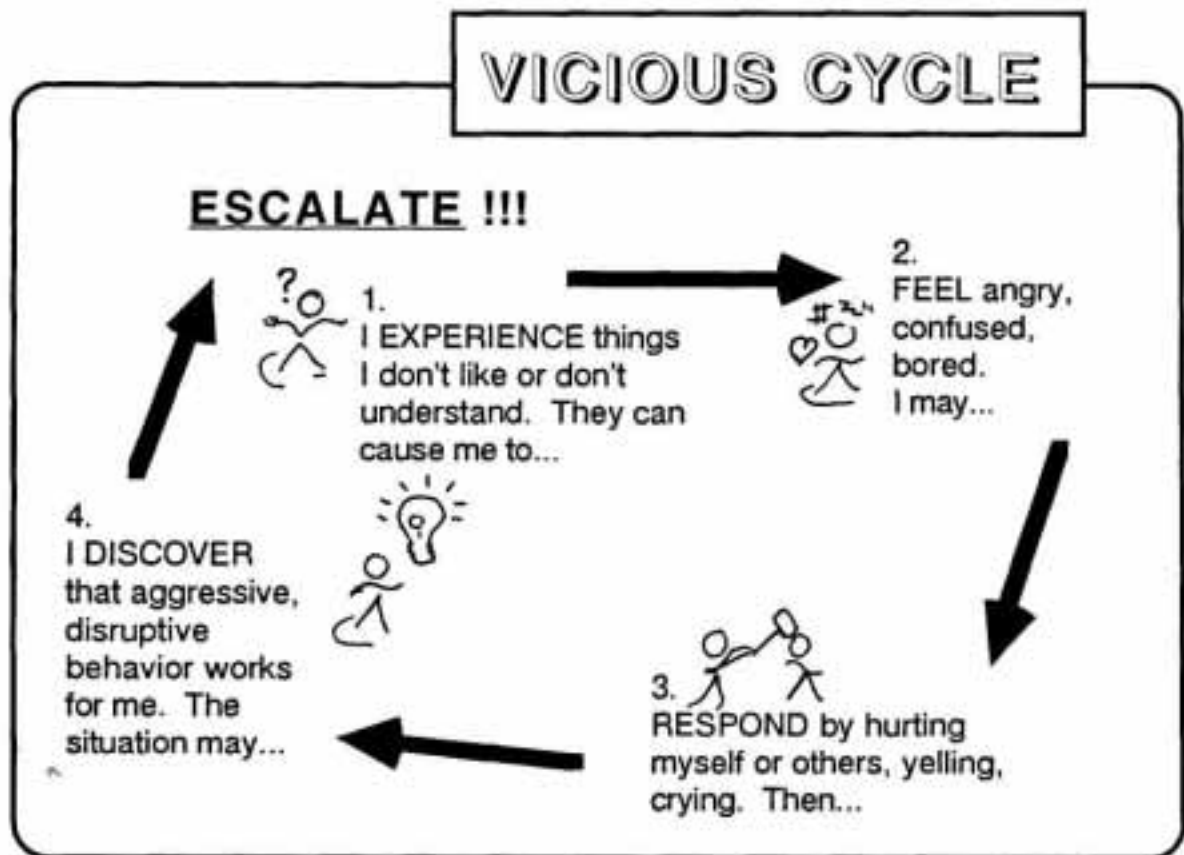 VICIOUS CYCLE
ESCALATE !!!
1.
I EXPERIENCE things
I don't like or don't
understand. They can
cause me to...
2.
FEEL angry,
confused,
bored.
I may...
3.
RESPOND by hurting
myself or others, yelling,
crying. Then...
4.
I DISCOVER
that aggressive,
disruptive
behavior works
for me. The
situation may...